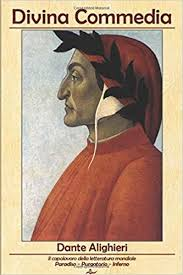 Divina Commedia
Dante Alighieri
Il capolavoro della letteratura mondiale
Paradiso - Purgatorio - Inferno